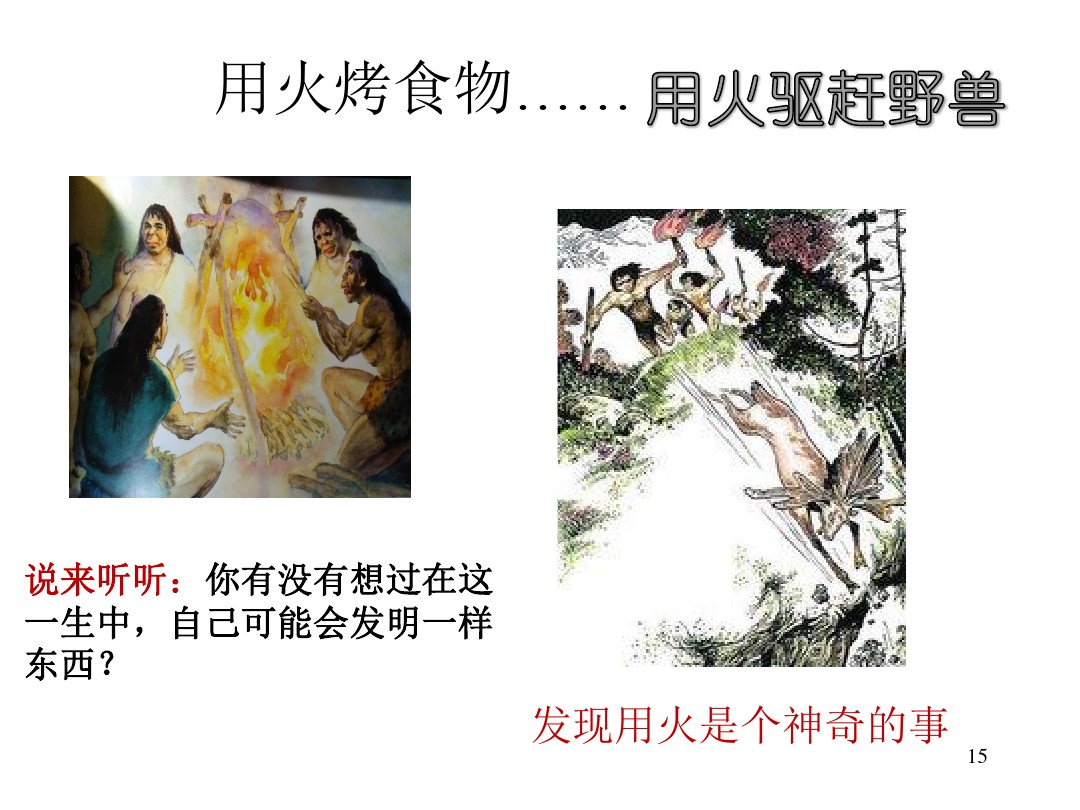 用火烤食物…… 用火驱赶野兽
说来听听：你有没有想过在这
一生中，自己可能会发明一样
东西？
发现用火是个神奇的事
15